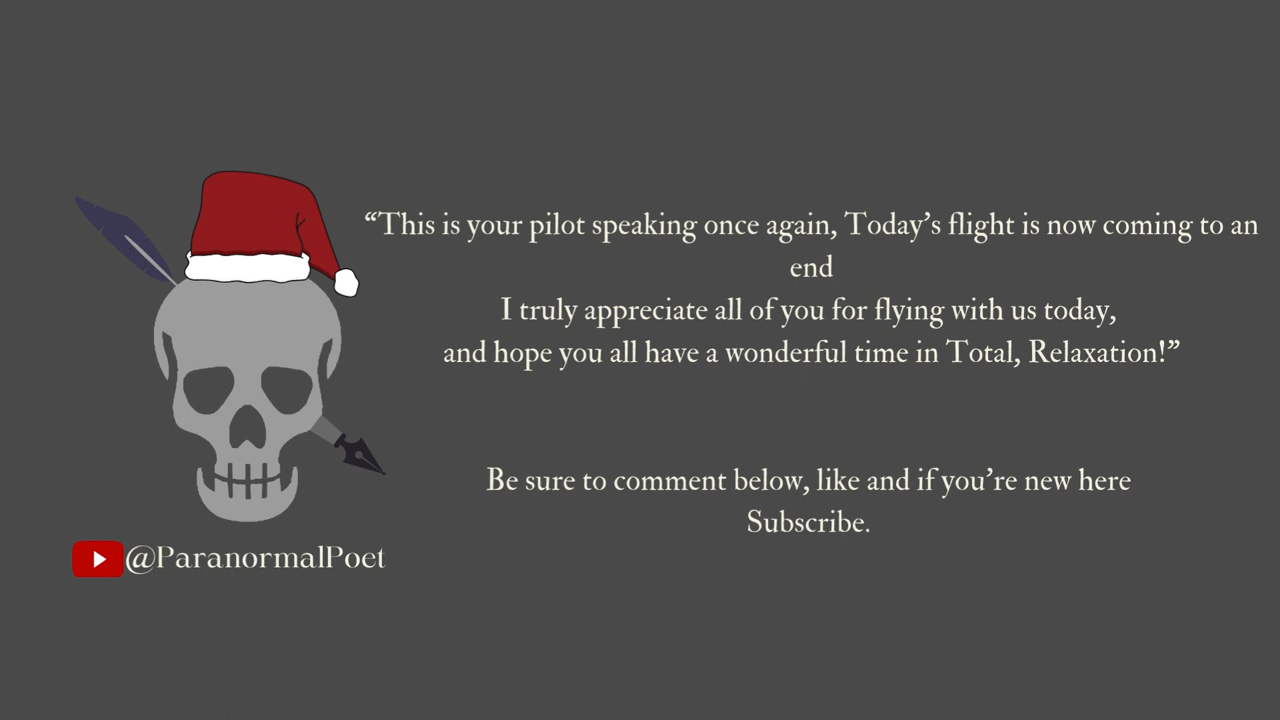 “This is your pilot speaking once again, Today’s flight is now coming to an
end
I truly appreciate all of you for flying with us today,
and hope you all have a wonderful time in Total, Relaxation!”
Be sure to comment below, like and if you’re new here
Subscribe.
@ParanormalPoet